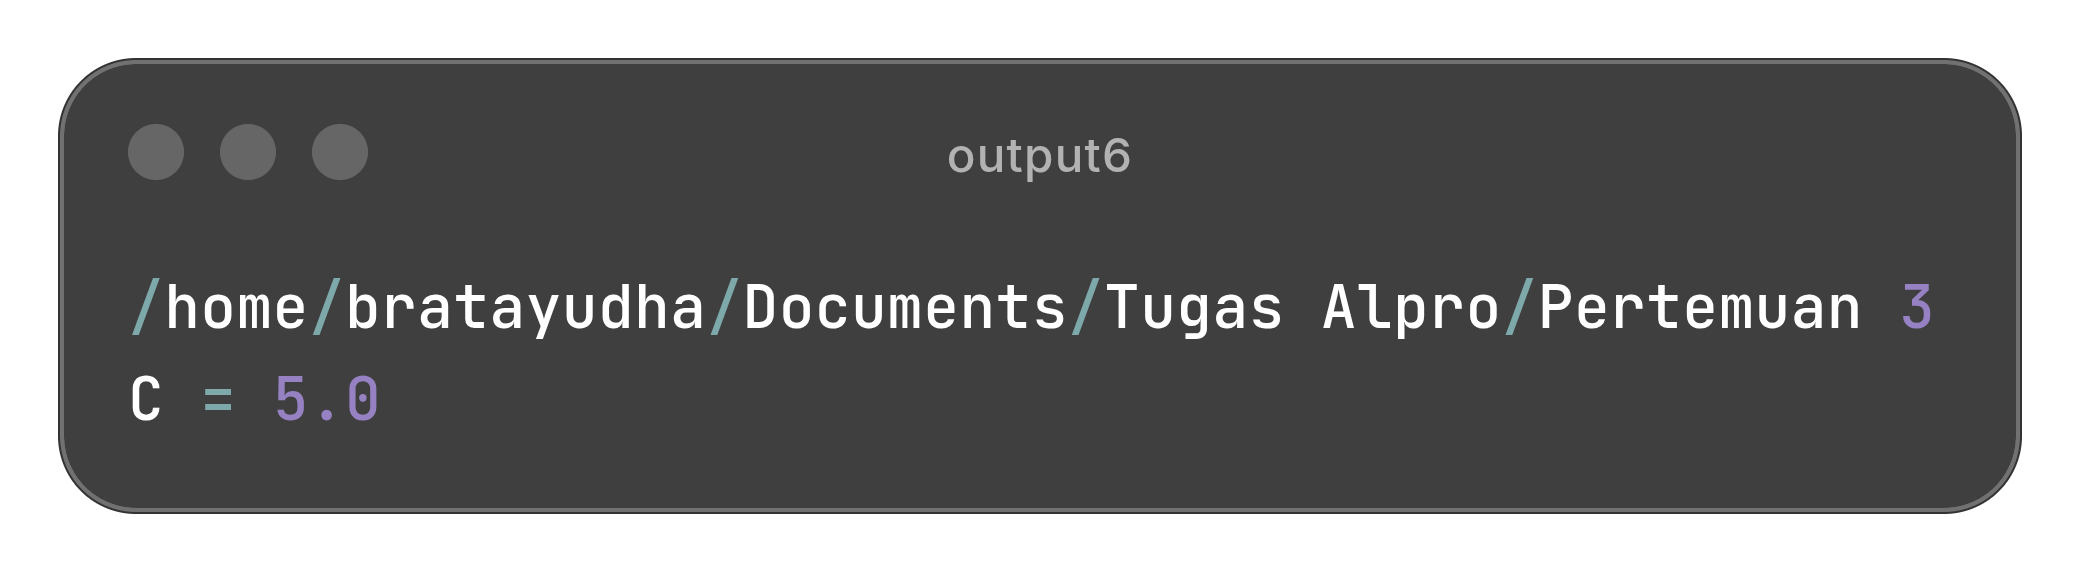 output6
/home/bratayudha/Documents/Tugas Alpro/Pertemuan 3
C = 5.0